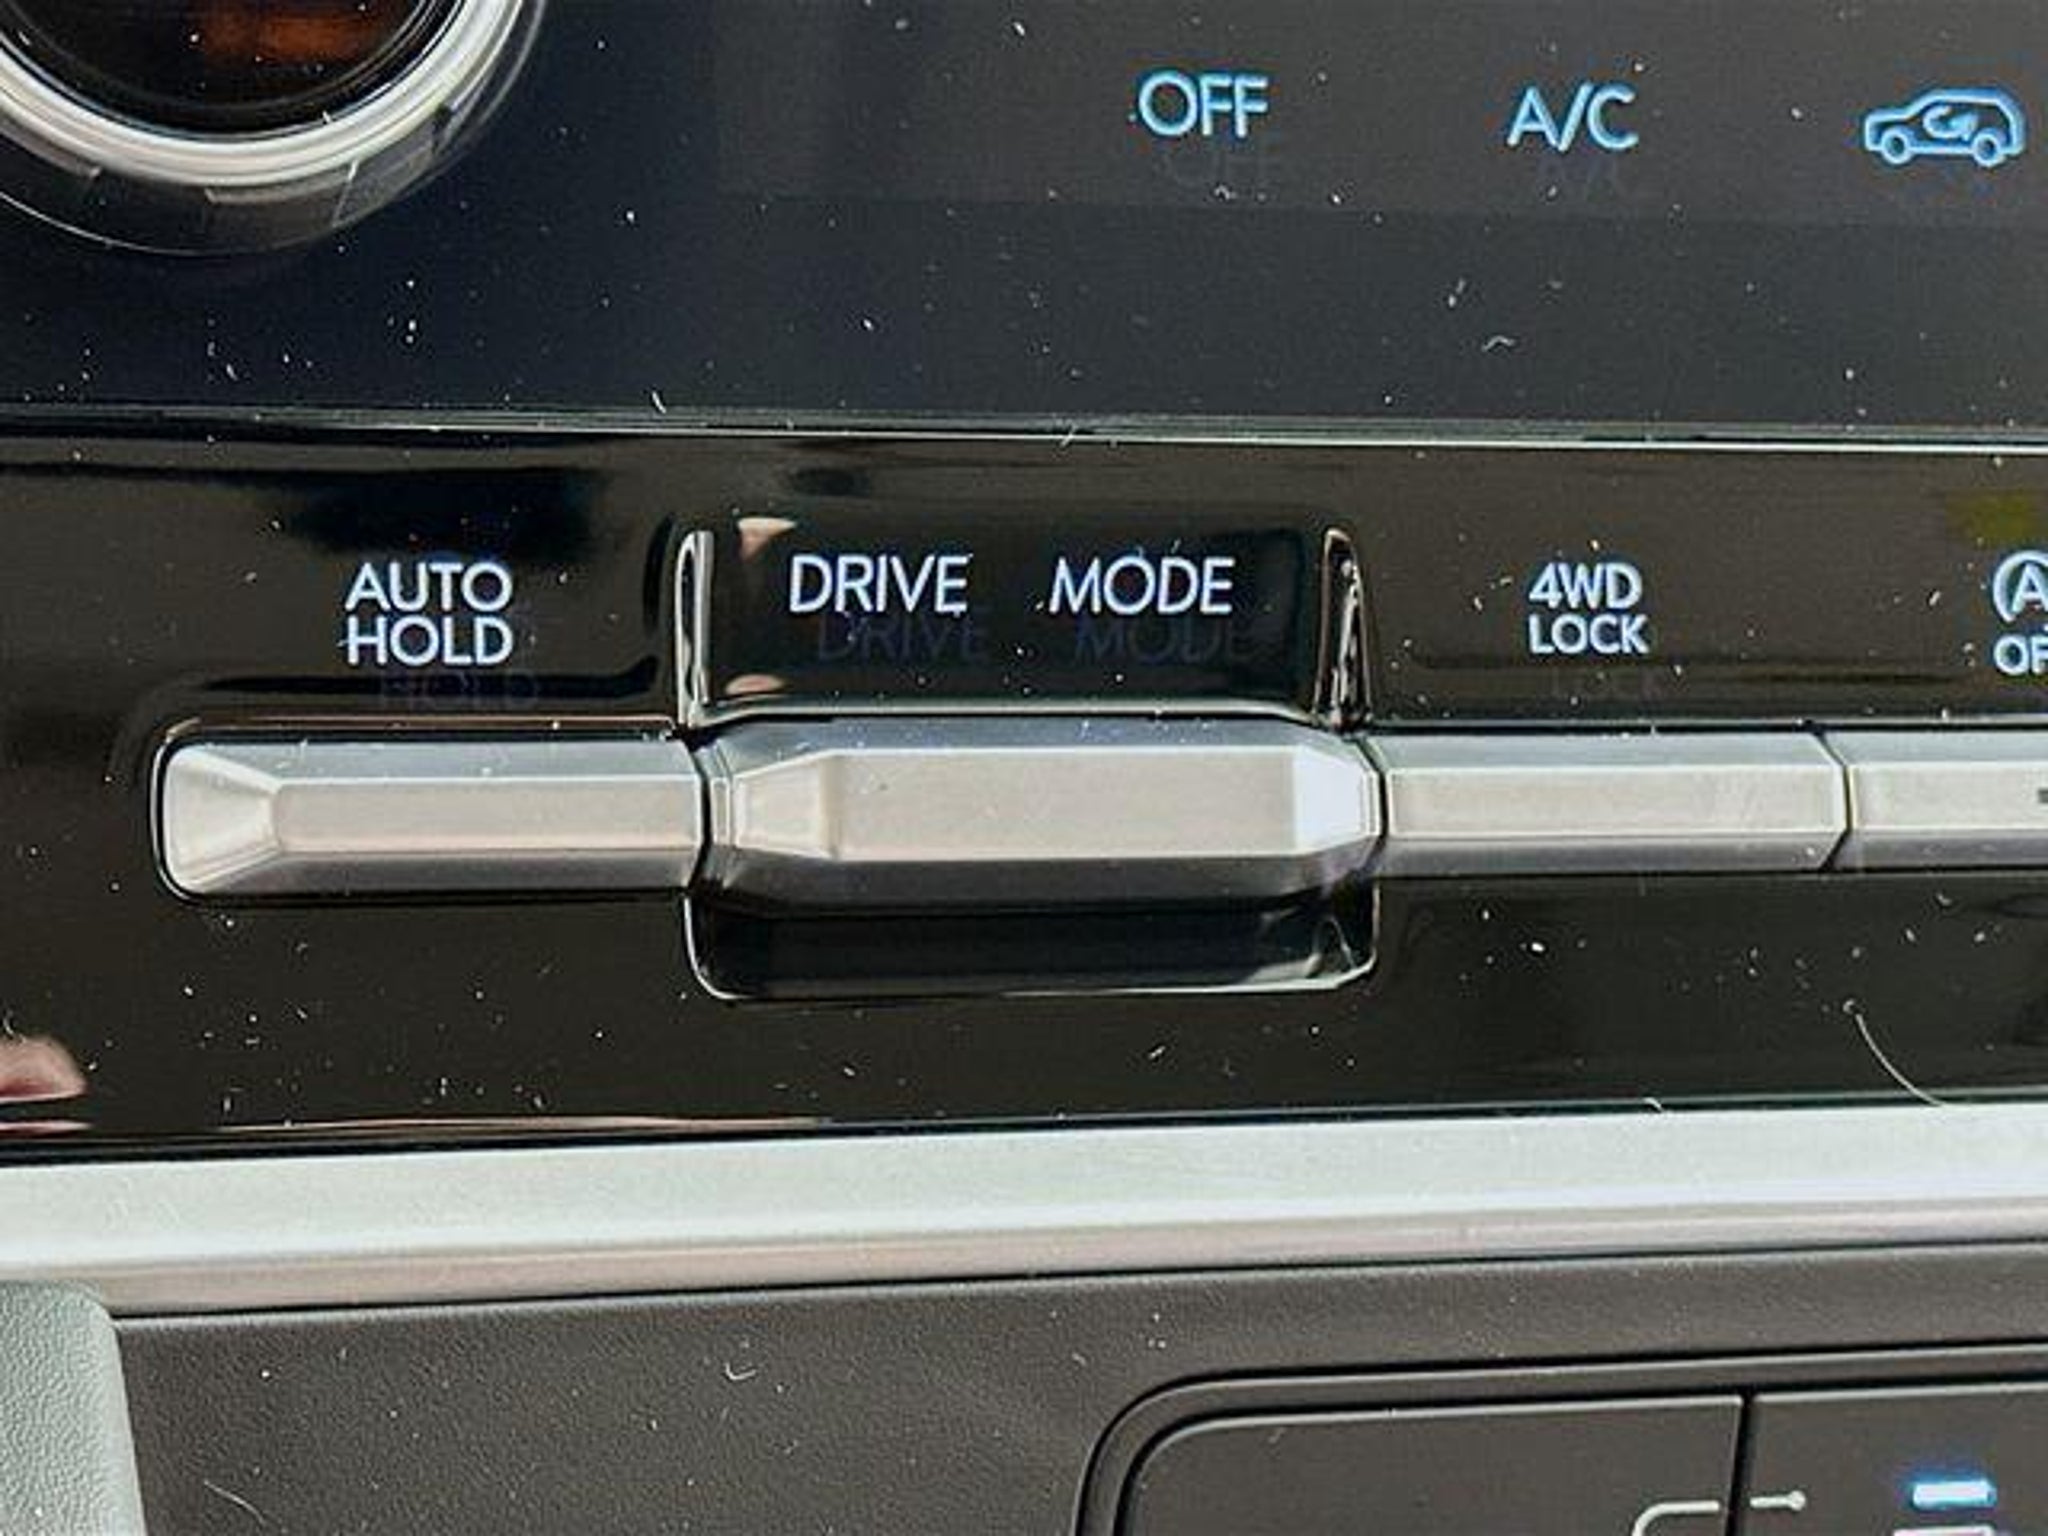 OFF A/C
AUTO
HOLD
DRIVE MODE
4WD
LOCK
A